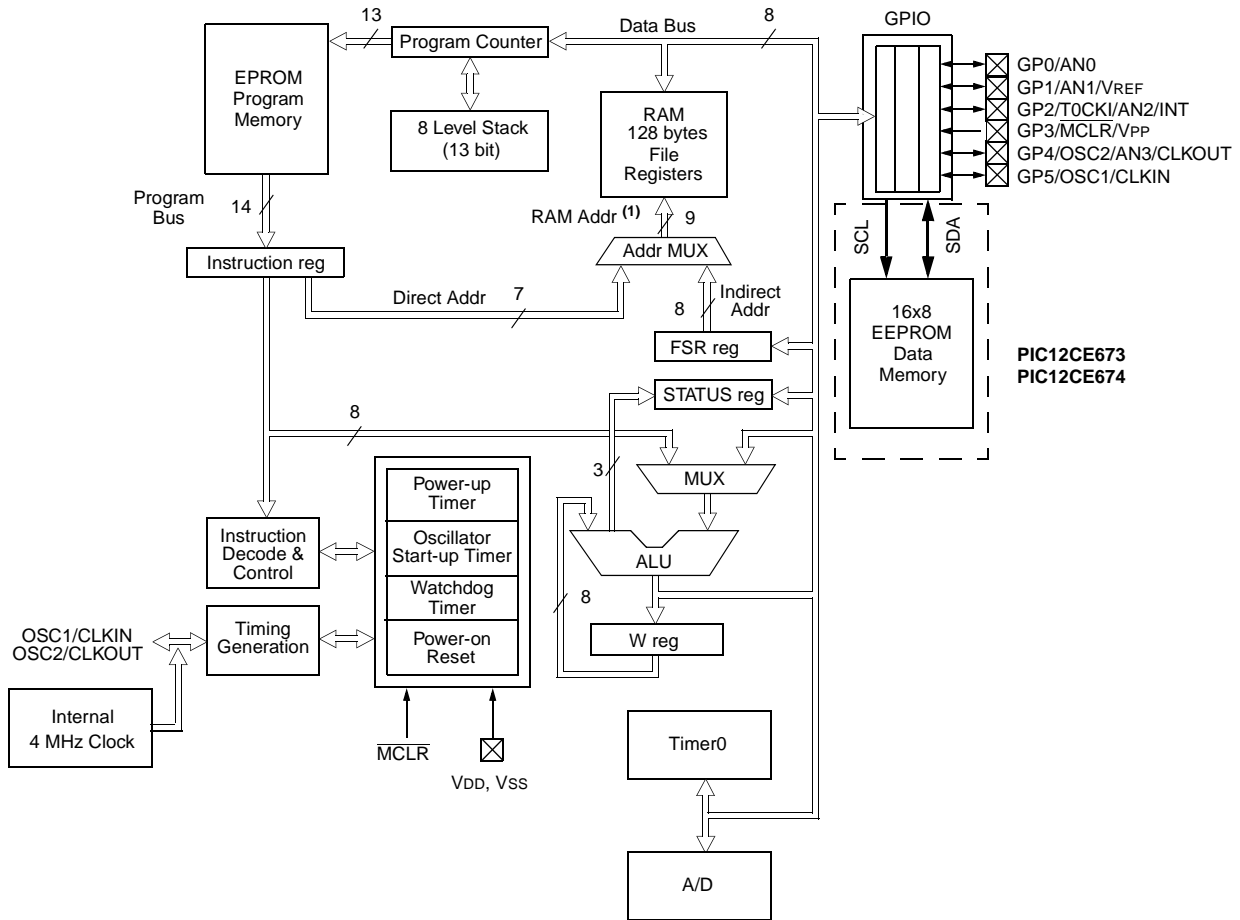 13
Data Bus
8
GPIO
Program Counter
EPROM
Program
Memory
8 Level Stack
(13 bit)
RAM
128 bytes
File
Registers
GP0/AN0
GP1/AN1/VREF
GP2/T0CKI/AN2/INT
GP3/MCLR/VPP
GP4/OSC2/AN3/CLKOUT
GP5/OSC1/CLKIN
Program
Bus
14
RAM Addr (1)
9
SCL
SDA
Addr MUX
Instruction reg
Direct Addr
7
8
Indirect
Addr
FSR reg
16x8
EEPROM
Data
Memory
PIC12CE673
PIC12CE674
STATUS reg
8
3
MUX
Power-up
Timer
Oscillator
Start-up Timer
Watchdog
Timer
Power-on
Reset
Instruction
Decode &
Control
ALU
8
W reg
OSC1/CLKIN
OSC2/CLKOUT
Timing
Generation
Internal
4 MHz Clock
MCLR
VDD, VSS
Timer0
A/D